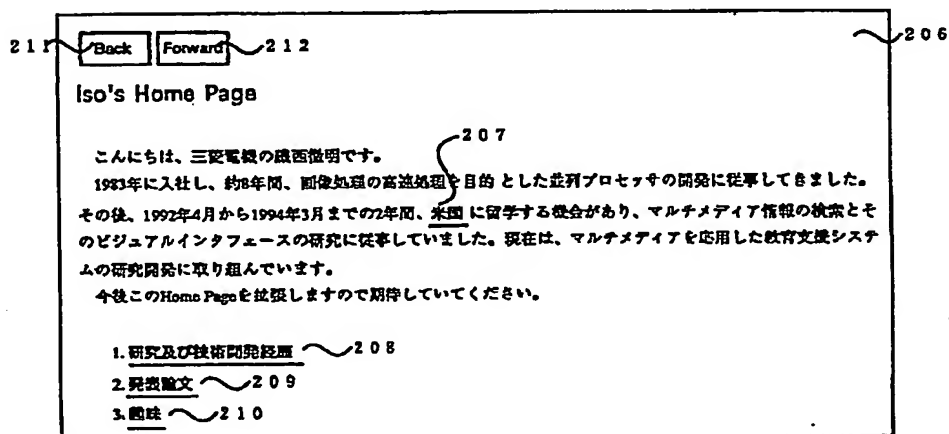 206
211 Back Forward 212
Iso's Home Page
207
こんにちは、三菱電機の磯西徹明です。
1983年に入社し、約8年間、画像処理の高速処理を目的とした並列プロセッサの開発に従事してきました。
その後、1992年4月から1994年3月までの2年間、米国に留学する機会があり、マルチメディア情報の検索とそ
のビジュアルインタフェースの研究に従事していました。現在は、マルチメディアを応用した教育支援システ
ムの研究開発に取り組んでいます。
今後このHome Pageを拡張しますので期待していてください。
1. 研究及び技術開発経歴 208
2. 発表論文 209
3. 趣味 210